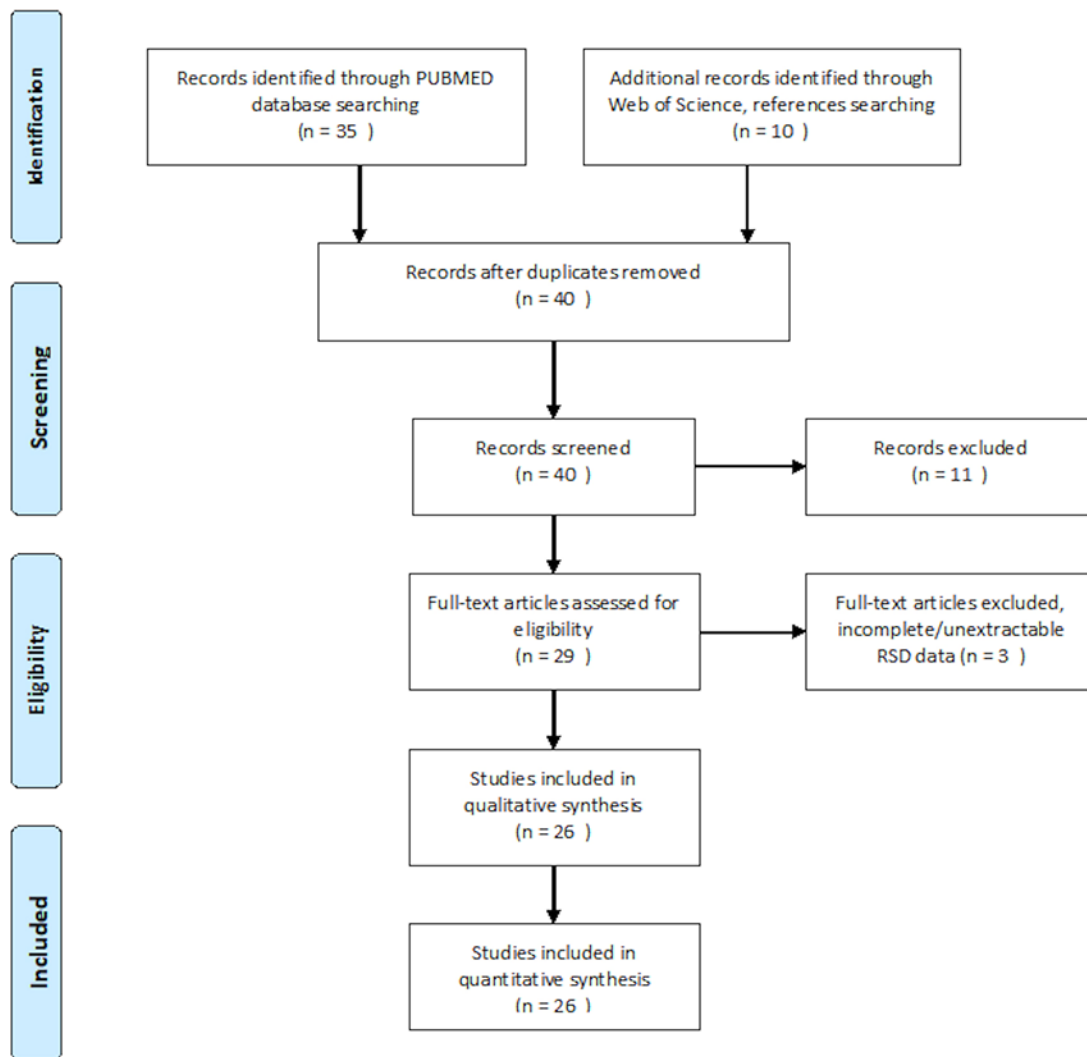 Identification
Records identified through PUBMED
database searching
(n = 35 )
Additional records identified through
Web of Science, references searching
(n = 10 )
Screening
Records after duplicates removed
(n = 40 )
Records screened
(n = 40 )
Records excluded
(n = 11 )
Eligibility
Full-text articles assessed for
eligibility
(n = 29 )
Full-text articles excluded,
incomplete/unextractable
RSD data (n = 3 )
Studies included in
qualitative synthesis
(n = 26 )
Included
Studies included in
quantitative synthesis
(n = 26 )